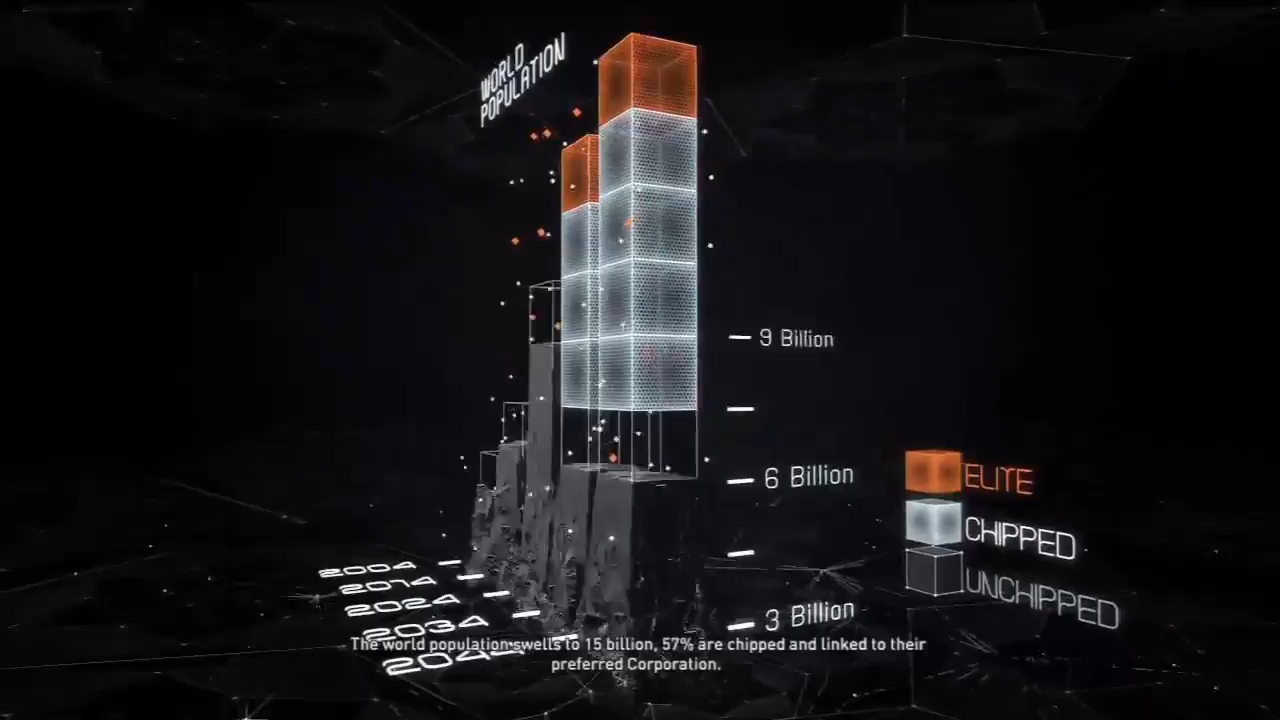 WORLD
POPULATION
9 Billion
6 Billion
3 Billion
ELITE
CHIPPED
UNCHIPPED
2004
2014
2024
2034
The world population swells to 15 billion, 57% are chipped and linked to their
preferred Corporation.